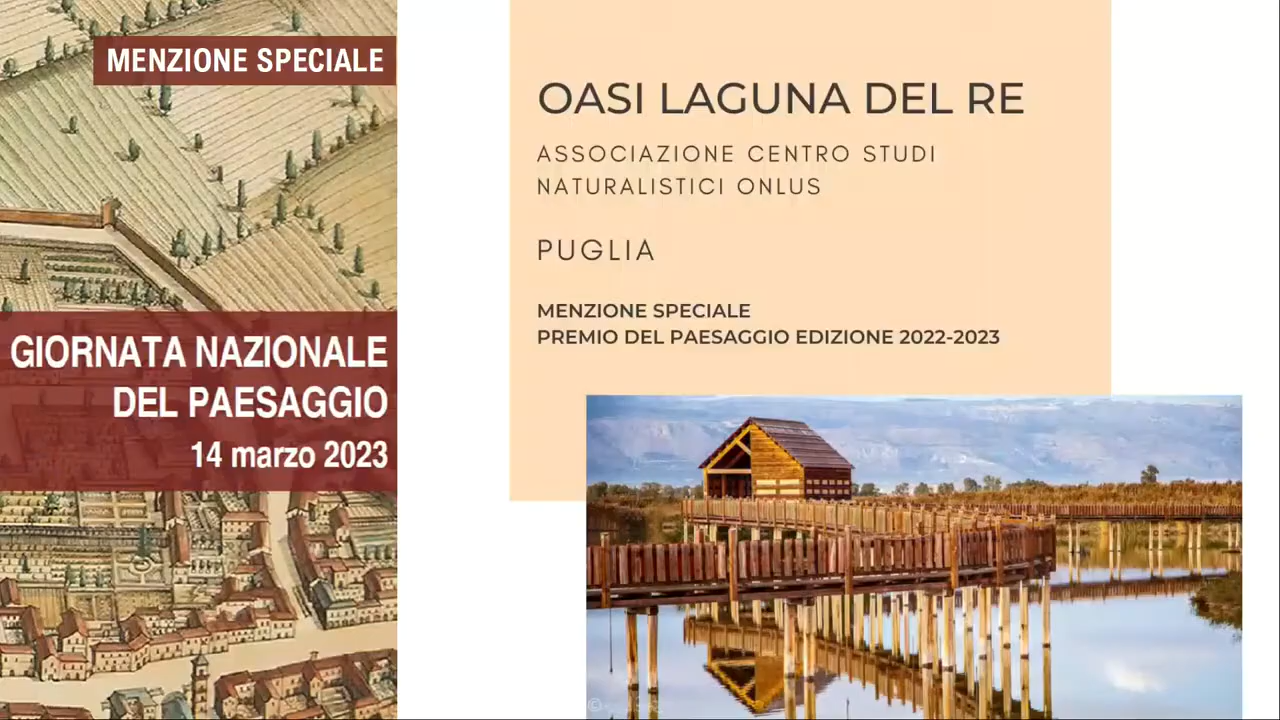 MENZIONE SPECIALE
GIORNATA NAZIONALE
DEL PAESAGGIO
14 marzo 2023
OASI LAGUNA DEL RE
ASSOCIAZIONE CENTRO STUDI
NATURALISTICI ONLUS
PUGLIA
MENZIONE SPECIALE
PREMIO DEL PAESAGGIO EDIZIONE 2022-2023